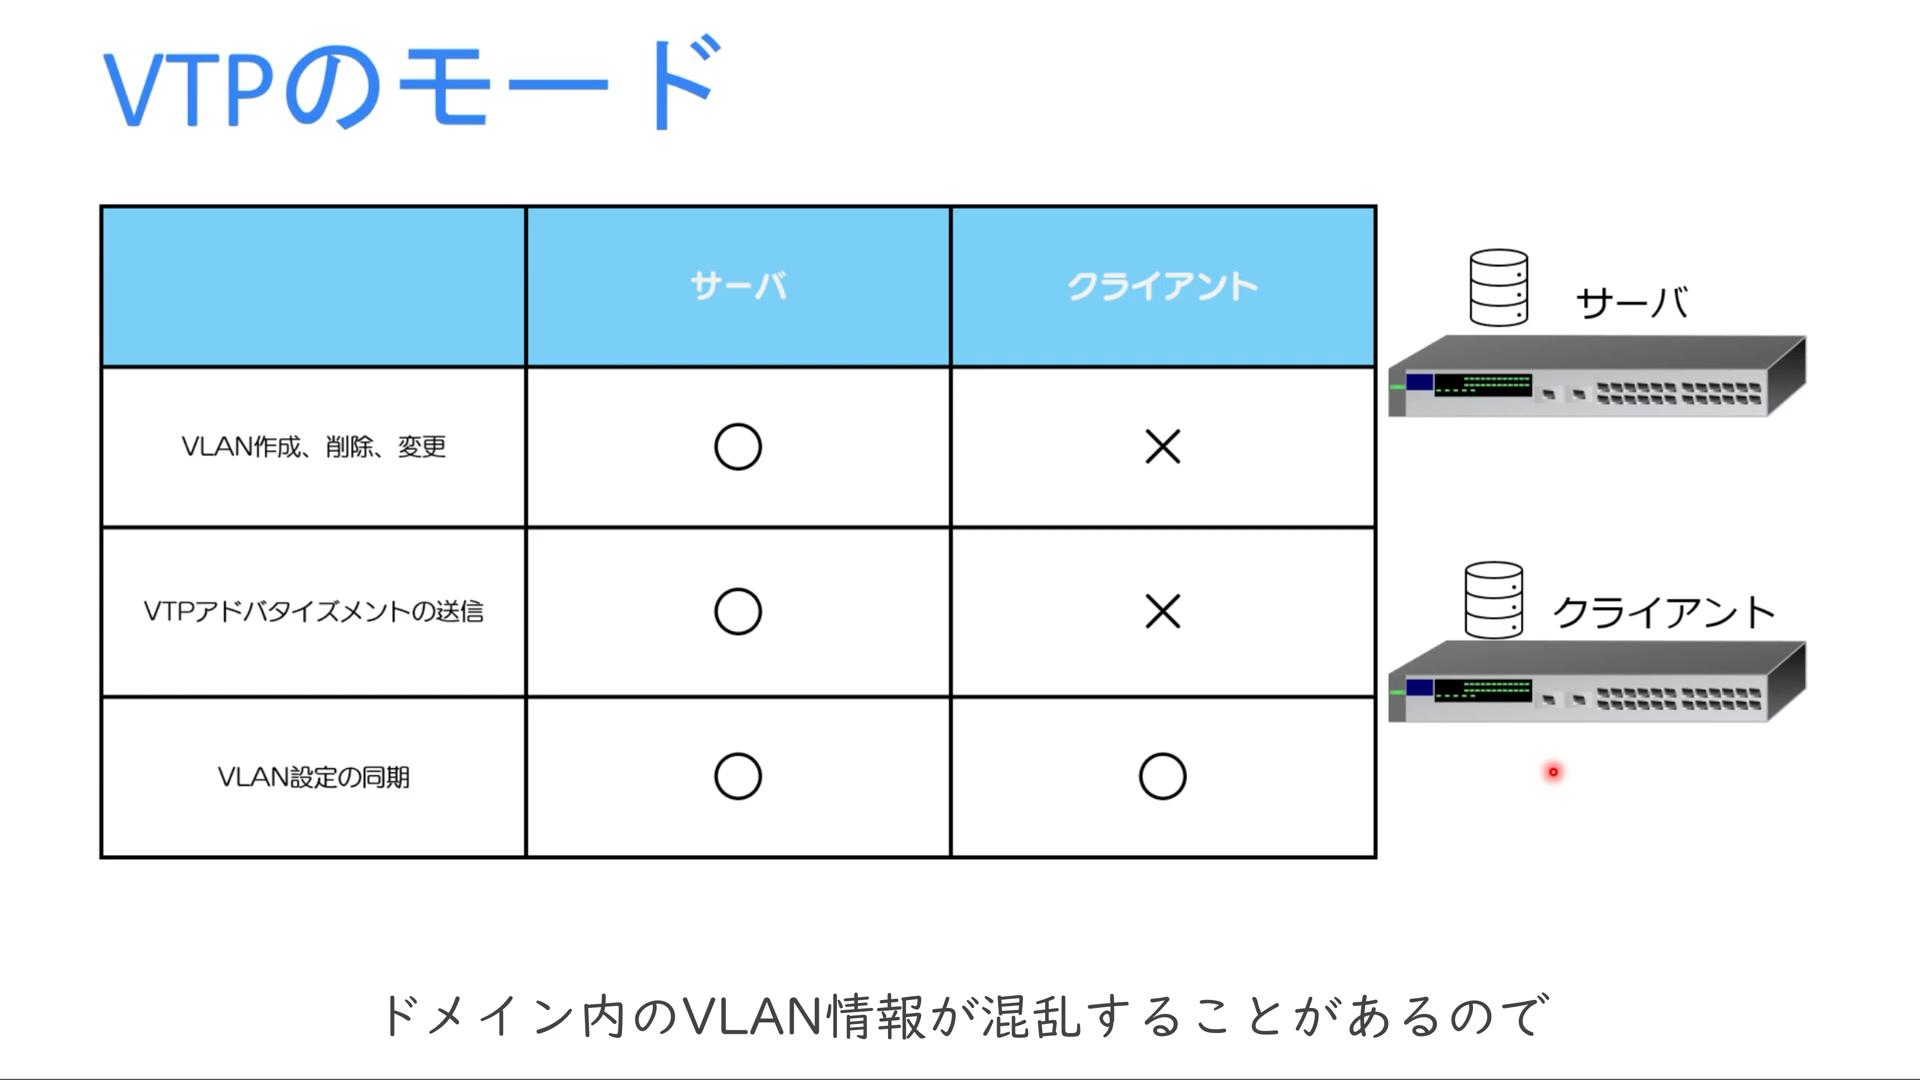 VTPのモード
サーバ
クライアント
VLAN作成、削除、変更
○
×
VTPアドバタイズメントの送信
○
×
VLAN設定の同期
○
○
サーバ
クライアント
ドメイン内のVLAN情報が混乱することがあるので